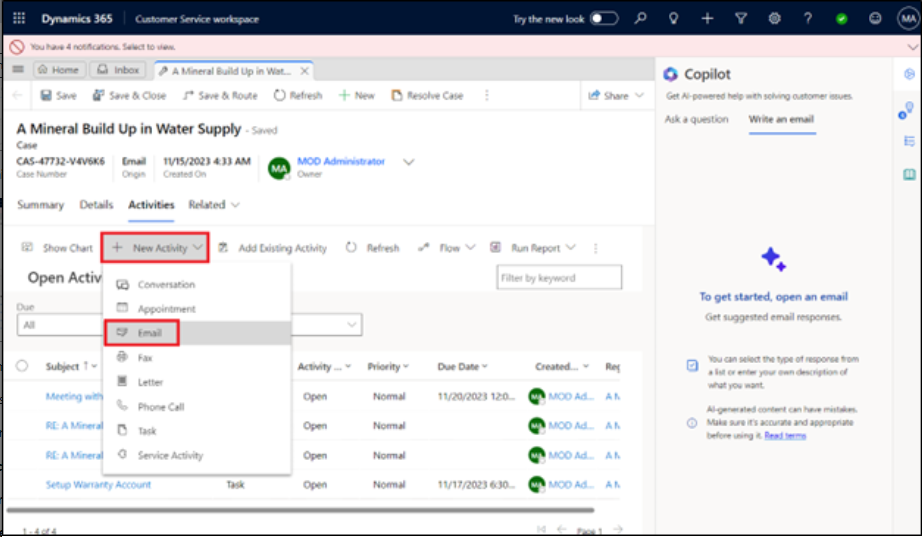 Dynamics 365 Customer Service workspace Try the new look MA
You have 4 notifications. Select to view.
Home Inbox A Mineral Build Up in Wat...
Save Save & Close Save & Route Refresh New Resolve Case Share
A Mineral Build Up in Water Supply - Saved
Case
CAS-47732-V4V6K6 Email 11/15/2023 4:33 AM MA MOD Administrator
Case Number Origin Created On Owner
Summary Details Activities Related
Show Chart New Activity Add Existing Activity Refresh Flow Run Report
Open Activ
Filter by keyword
Due
All
Conversation
Appointment
Email
Fax
Letter
Phone Call
Task
Service Activity
Subject Activity ... Priority Due Date Created... Reg
Meeting with Open Normal 11/20/2023 12:0... MA MOD Ad... A M
RE: A Mineral Open Normal MA MOD Ad... A M
RE: A Mineral Open Normal MA MOD Ad... A M
Setup Warranty Account Task Open Normal 11/17/2023 6:30... MA MOD Ad... A M
1 - 4 of 4 Page 1
Copilot
Get AI-powered help with solving customer issues.
Ask a question Write an email
To get started, open an email
Get suggested email responses.
You can select the type of response from
a list or enter your own description of
what you want.
AI-generated content can have mistakes.
Make sure it's accurate and appropriate
before using it. Read terms